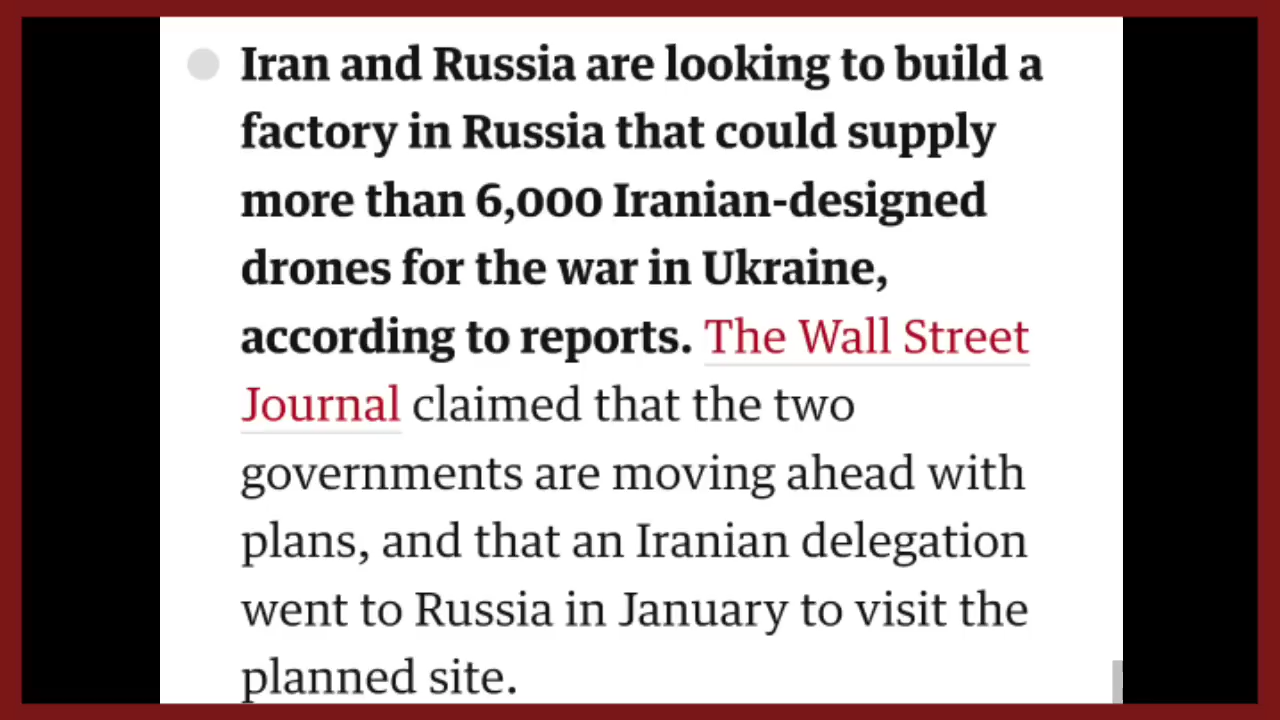 Iran and Russia are looking to build a
factory in Russia that could supply
more than 6,000 Iranian-designed
drones for the war in Ukraine,
according to reports. The Wall Street
Journal claimed that the two
governments are moving ahead with
plans, and that an Iranian delegation
went to Russia in January to visit the
planned site.